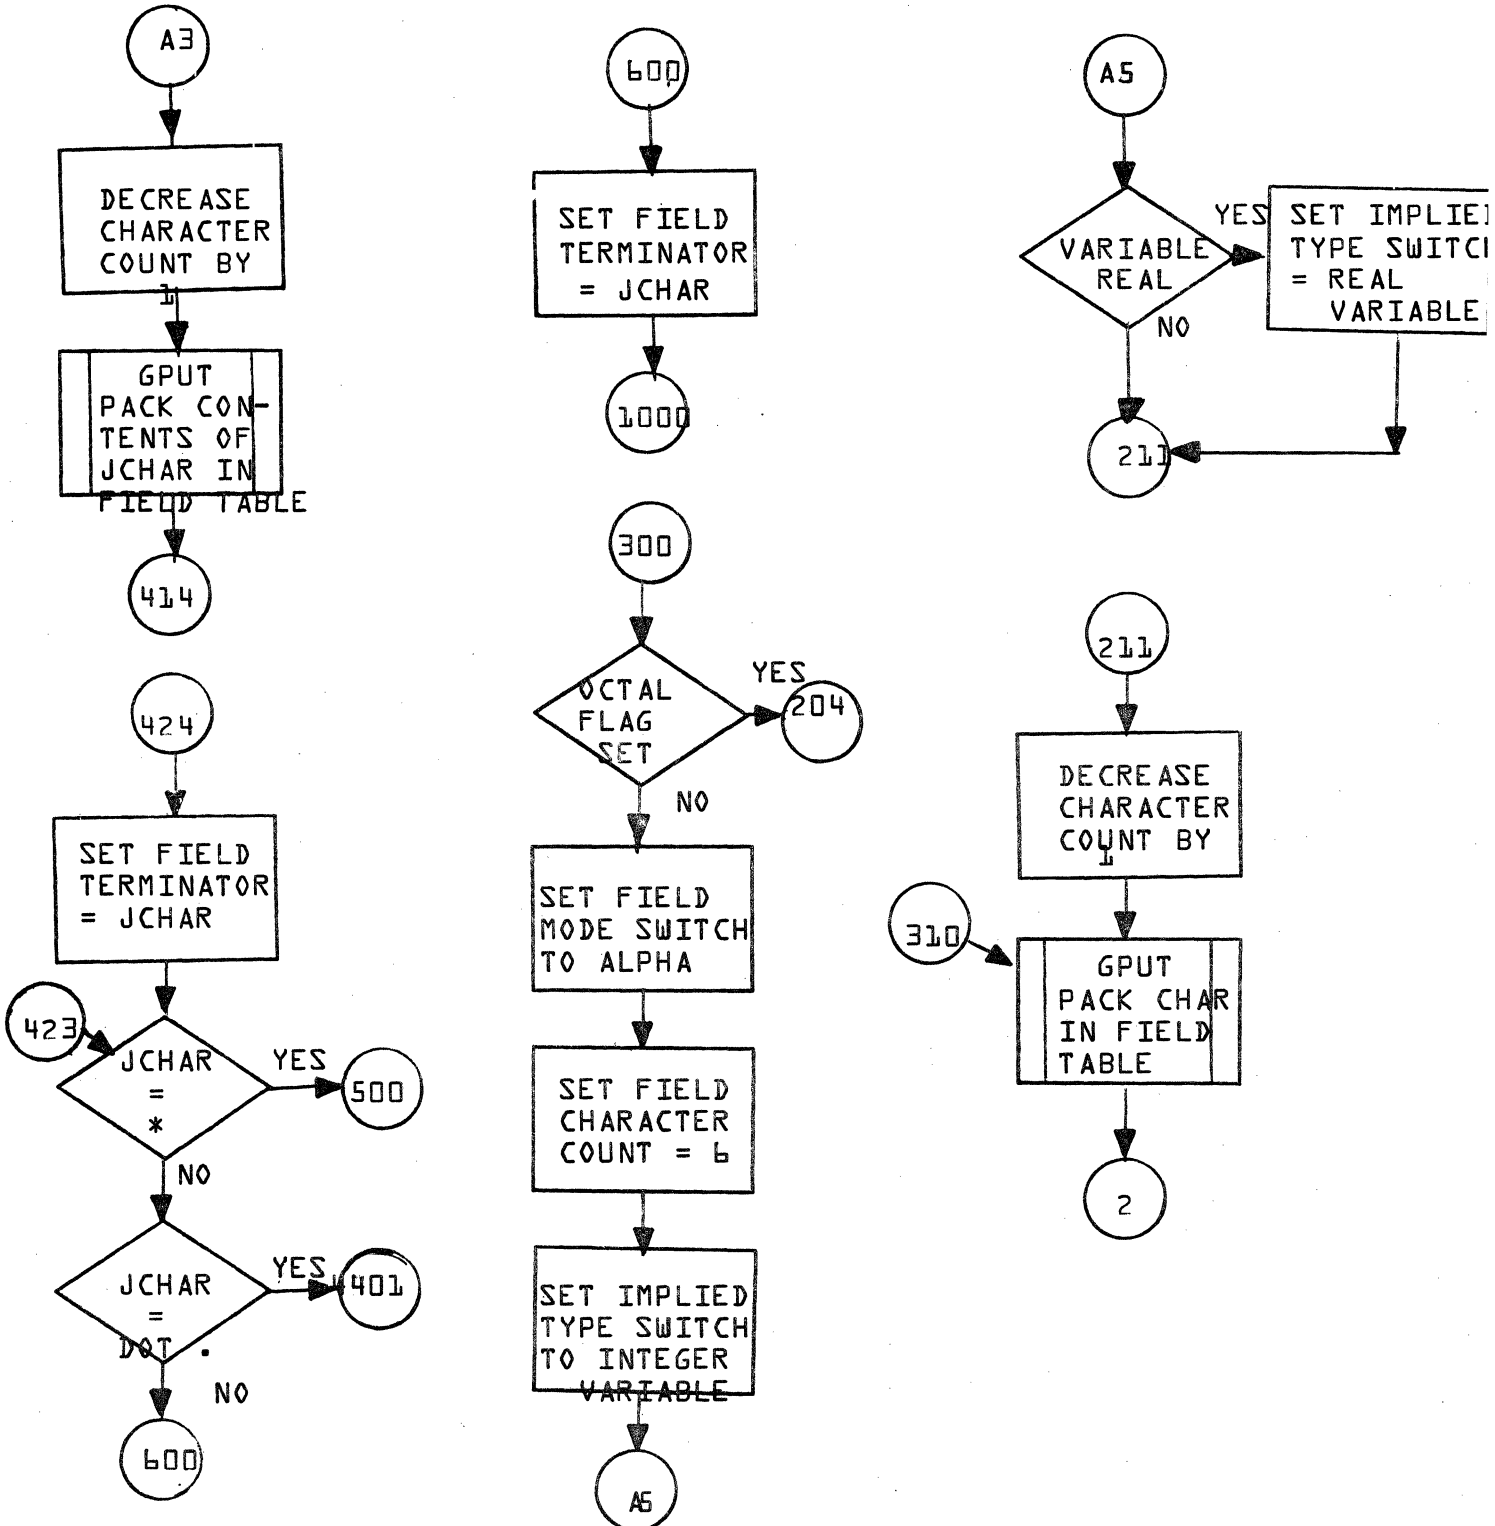 A3
DECREASE
CHARACTER
COUNT BY
1
GPUT
PACK CON-
TENTS OF
JCHAR IN
FIELD TABLE
414
424
SET FIELD
TERMINATOR
= JCHAR
423
JCHAR
=
*
YES
500
NO
JCHAR
=
DOT .
YES
401
NO
600
600
SET FIELD
TERMINATOR
= JCHAR
1000
300
OCTAL
FLAG
SET
YES
204
NO
SET FIELD
MODE SWITCH
TO ALPHA
SET FIELD
CHARACTER
COUNT = 6
SET IMPLIED
TYPE SWITCH
TO INTEGER
VARIABLE
A5
A5
VARIABLE
REAL
YES
SET IMPLIED
TYPE SWITCH
= REAL
VARIABLE
NO
211
211
DECREASE
CHARACTER
COUNT BY
1
310
GPUT
PACK CHAR
IN FIELD
TABLE
2